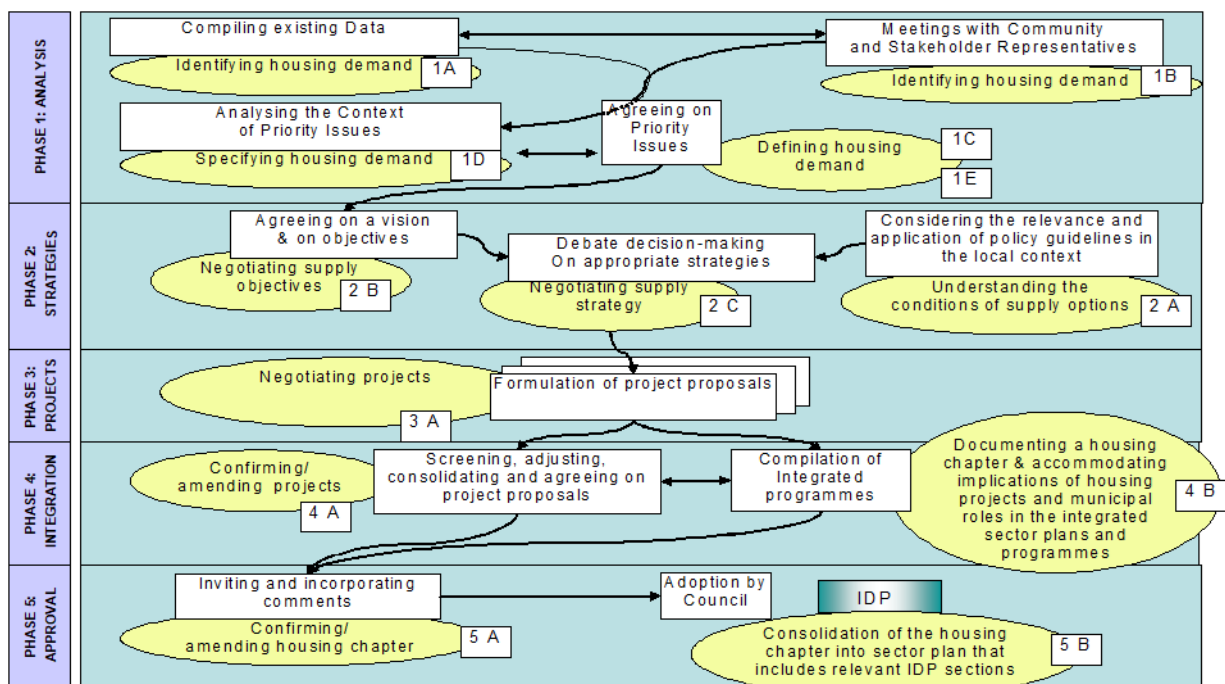 PHASE 1: ANALYSIS
Compiling existing Data
Identifying housing demand
1A
Meetings with Community
and Stakeholder Representatives
Identifying housing demand
1B
Analysing the Context
of Priority Issues
Specifying housing demand
1D
Agreeing on
Priority
Issues
Defining housing
demand
1C
1E
PHASE 2:
STRATEGIES
Agreeing on a vision
& on objectives
Negotiating supply
objectives
2 B
Debate decision-making
On appropriate strategies
Negotiating supply
strategy
2 C
Considering the relevance and
application of policy guidelines in
the local context
Understanding the
conditions of supply options
2 A
PHASE 3:
PROJECTS
Negotiating projects
3 A
Formulation of project proposals
PHASE 4:
INTEGRATION
Confirming/
amending projects
4 A
Screening, adjusting,
consolidating and agreeing on
project proposals
Compilation of
Integrated
programmes
Documenting a housing
chapter & accommodating
implications of housing
projects and municipal
roles in the integrated
sector plans and
programmes
4 B
PHASE 5:
APPROVAL
Inviting and incorporating
comments
Confirming/
amending housing chapter
5 A
Adoption by
Council
IDP
Consolidation of the housing
chapter into sector plan that
includes relevant IDP sections
5 B